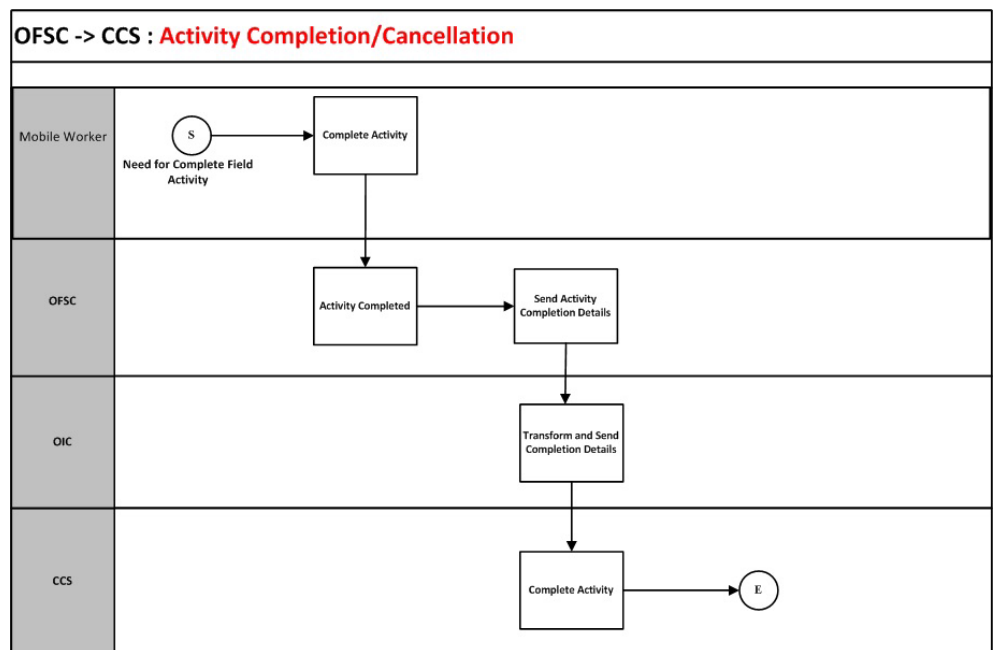 OFSC -> CCS : Activity Completion/Cancellation
Mobile Worker
S
Need for Complete Field
Activity
Complete Activity
OFSC
Activity Completed
Send Activity
Completion Details
OIC
Transform and Send
Completion Details
CCS
Complete Activity
E